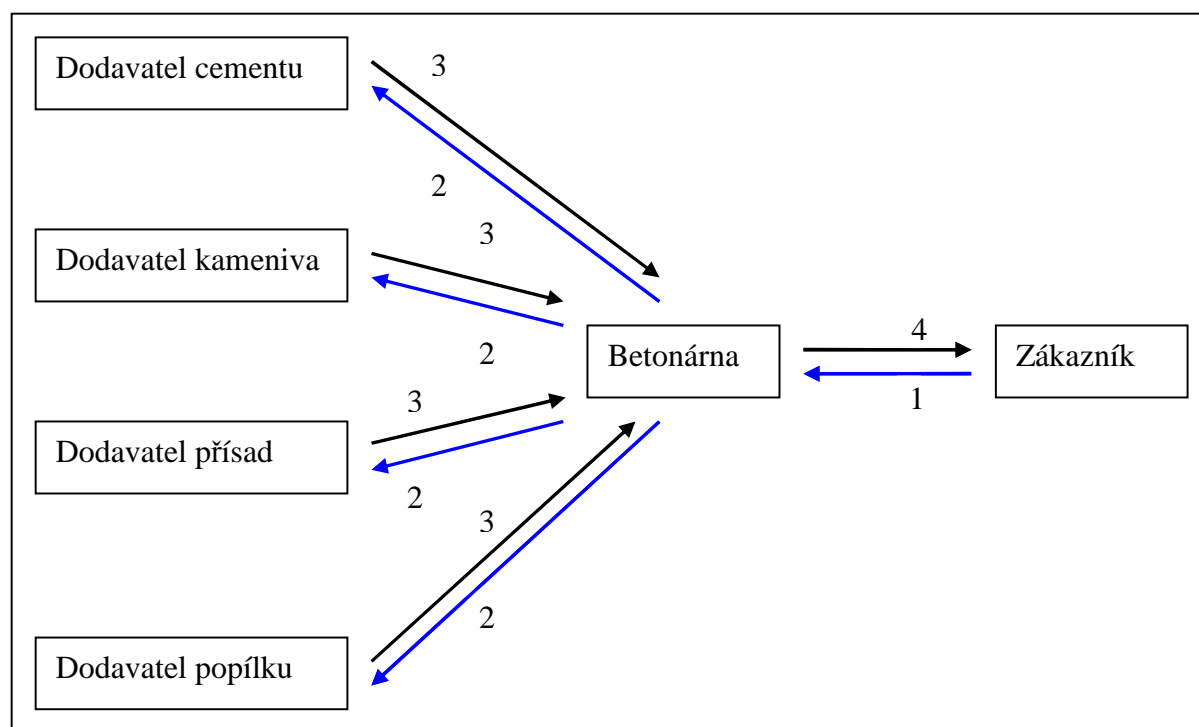 Dodavatel cementu
3
2
Dodavatel kameniva
3
2
Betonárna
4
1
Zákazník
Dodavatel přísad
3
2
3
2
Dodavatel popílku